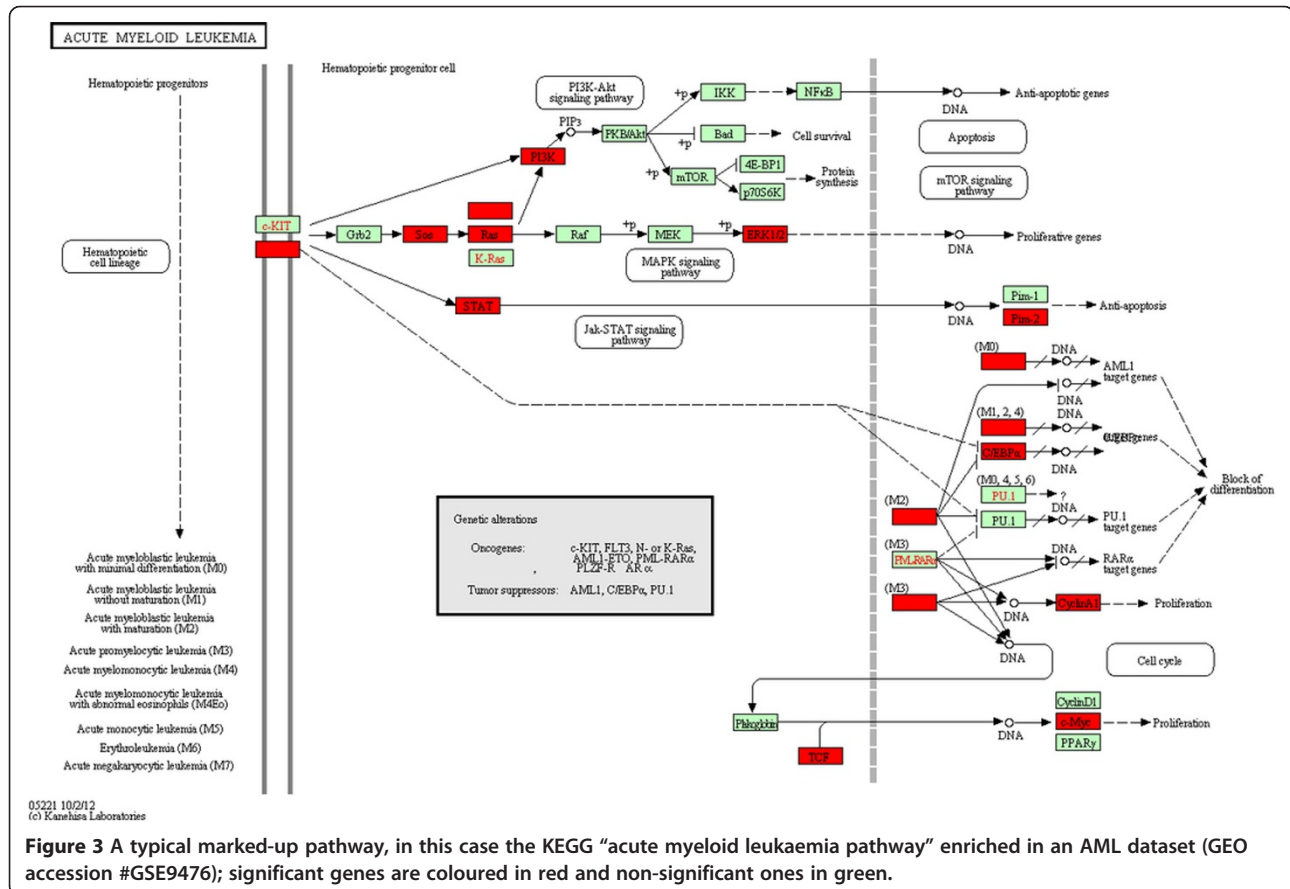 ACUTE MYELOID LEUKEMIA
Hematopoietic progenitors
Hematopoietic progenitor cell
PI3K-Akt
signaling pathway
+p
IKK
NFκB
DNA
Anti-apoptotic genes
PIP3
PKB/Akt
+p
Bad
Cell survival
Apoptosis
PI3K
+p
mTOR
4E-BP1
p70S6K
Protein
synthesis
mTOR signaling
pathway
c-KIT
Grb2
Sos
Ras
K-Ras
Raf
+p
MEK
+p
ERK1/2
DNA
Proliferative genes
MAPK signaling
pathway
Hematopoietic
cell lineage
STAT
DNA
Pim-1
Pim-2
Anti-apoptosis
Jak-STAT signaling
pathway
(M0)
DNA
AML1
target genes
DNA
(M1, 2, 4)
DNA
C/EBPα
genes
DNA
(M0, 4, 5, 6)
PU.1
?
(M2)
PU.1
DNA
PU.1
target genes
Block of
differentiation
(M3)
PML-RARα
DNA
RARα
target genes
(M3)
DNA
CyclinA1
Proliferation
DNA
Cell cycle
Genetic alterations
Oncogenes:
c-KIT, FLT3, N- or K-Ras,
AML1-ETO, PML-RARα
, PLZF-R AR α
Tumor suppressors:
AML1, C/EBPα, PU.1
Acute myeloblastic leukemia
with minimal differentiation (M0)
Acute myeloblastic leukemia
without maturation (M1)
Acute myeloblastic leukemia
with maturation (M2)
Acute promyelocytic leukemia (M3)
Acute myelomonocytic leukemia (M4)
Acute myelomonocytic leukemia
with abnormal eosinophils (M4Eo)
Acute monocytic leukemia (M5)
Erythroleukemia (M6)
Acute megakaryocytic leukemia (M7)
Plakoglobin
TCF
DNA
CyclinD1
c-Myc
PPARγ
Proliferation
05221 10/2/12
(c) Kanehisa Laboratories
Figure 3 A typical marked-up pathway, in this case the KEGG “acute myeloid leukaemia pathway” enriched in an AML dataset (GEO
accession #GSE9476); significant genes are coloured in red and non-significant ones in green.